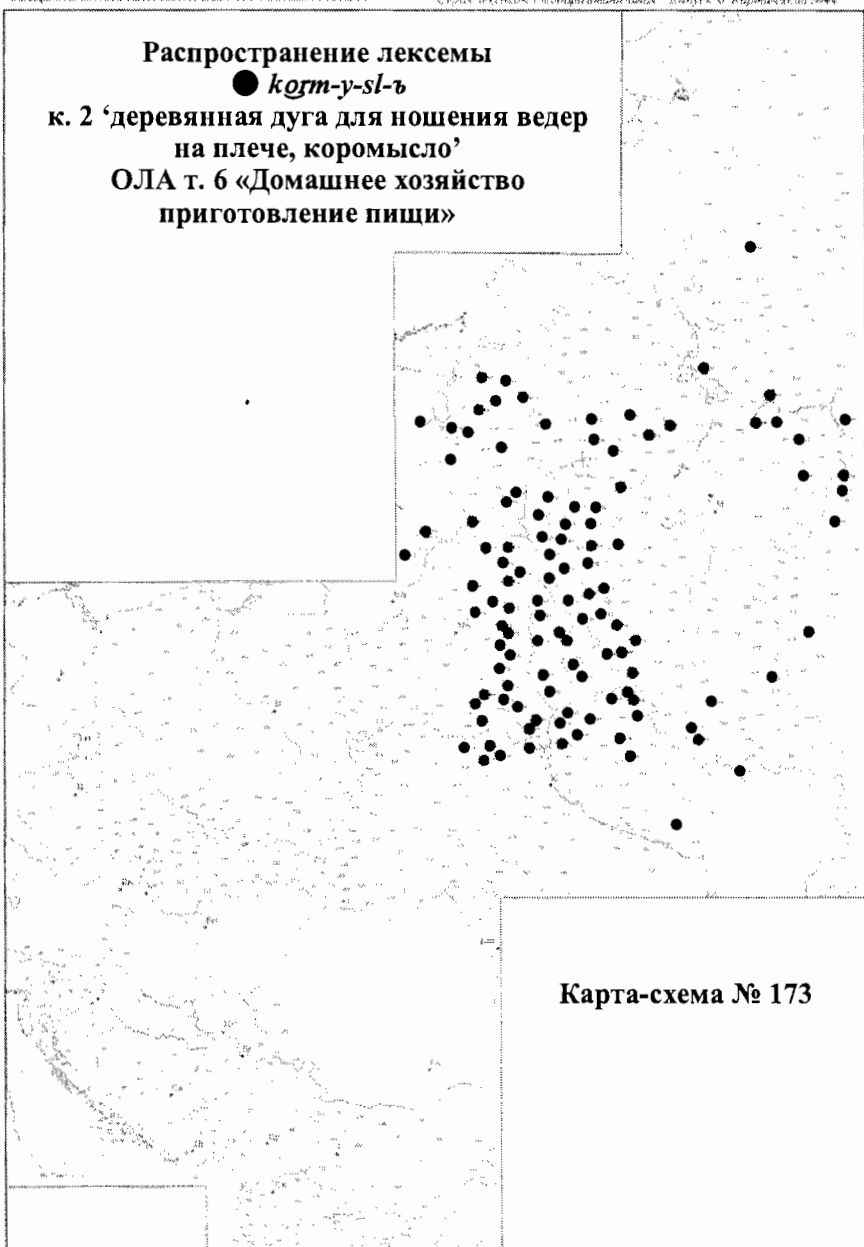 Распространение лексемы
● korm-y-sl-ъ
к. 2 ‘деревянная дуга для ношения ведер
на плече, коромысло’
ОЛА т. 6 «Домашнее хозяйство
приготовление пищи»
Карта-схема № 173